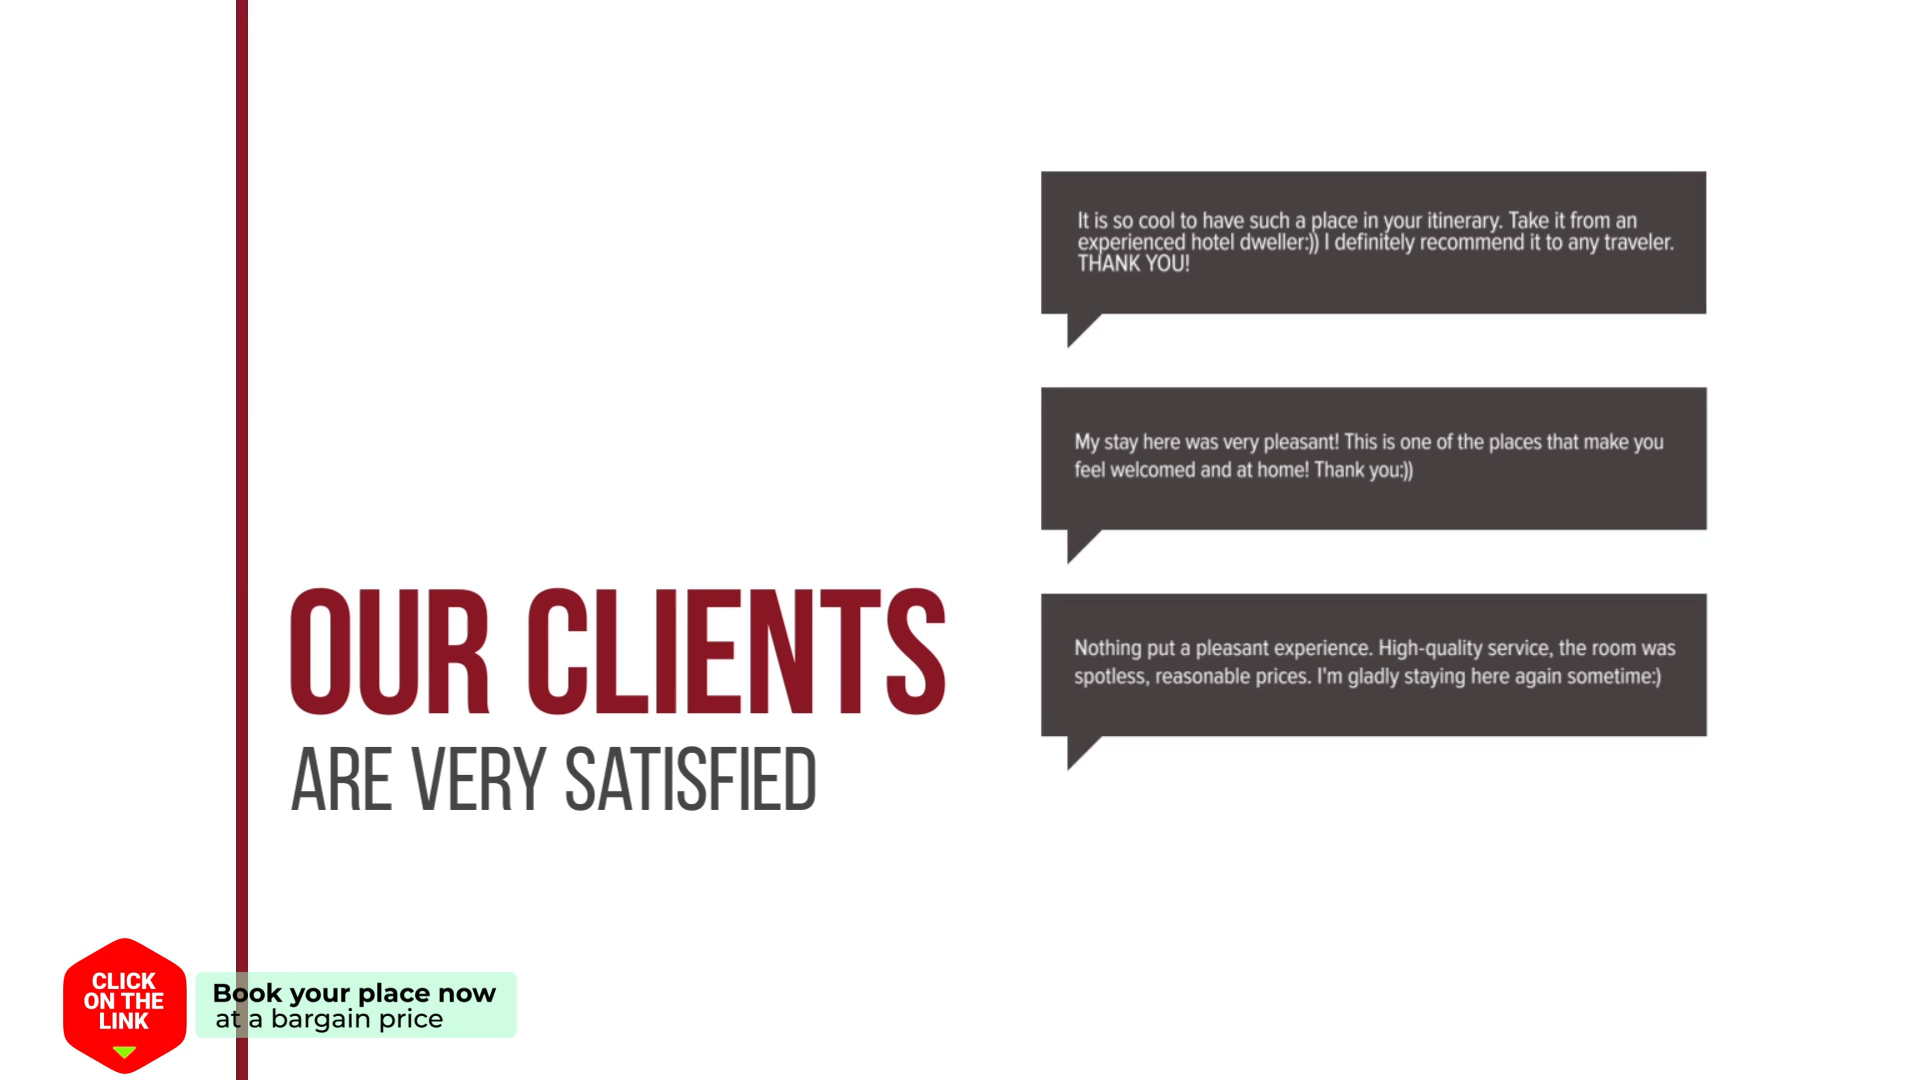 It is so cool to have such a place in your itinerary. Take it from an
experienced hotel dweller:)) I definitely recommend it to any traveler.
THANK YOU!
My stay here was very pleasant! This is one of the places that make you
feel welcomed and at home! Thank you:))
Nothing put a pleasant experience. High-quality service, the room was
spotless, reasonable prices. I'm gladly staying here again sometime:)
OUR CLIENTS
ARE VERY SATISFIED
CLICK
ON THE
LINK
Book your place now
at a bargain price